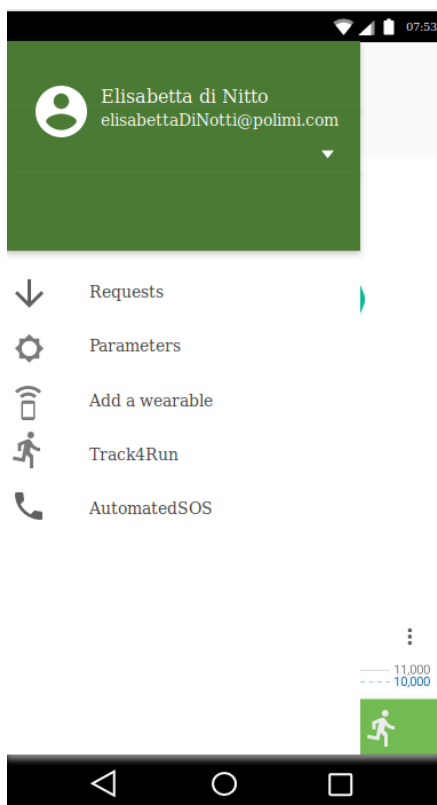 07:53
Elisabetta di Nitto
elisabettaDiNotti@polimi.com
Requests
Parameters
Add a wearable
Track4Run
AutomatedSOS
11,000
10,000